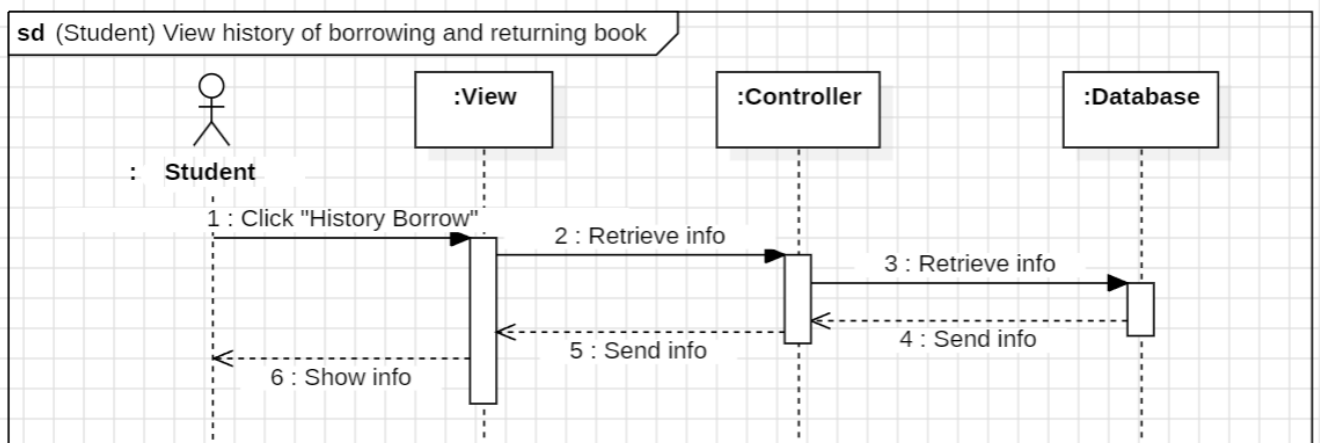 sd (Student) View history of borrowing and returning book
:View
:Controller
:Database
: Student
1 : Click "History Borrow"
2 : Retrieve info
3 : Retrieve info
4 : Send info
5 : Send info
6 : Show info